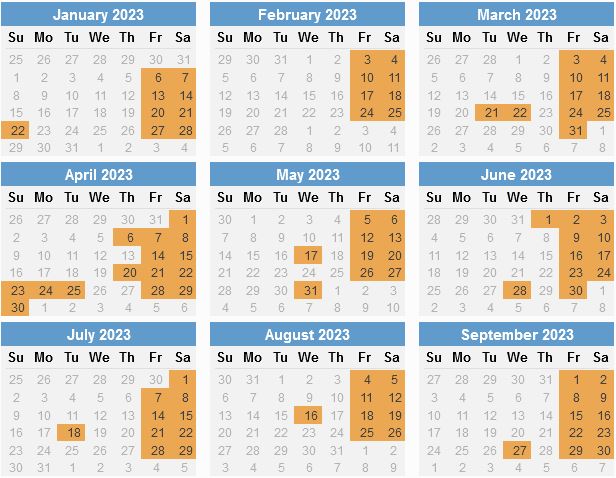 January 2023
Su Mo Tu We Th Fr Sa
25 26 27 28 29 30 31
1 2 3 4 5 6 7
8 9 10 11 12 13 14
15 16 17 18 19 20 21
22 23 24 25 26 27 28
29 30 31 1 2 3 4
February 2023
Su Mo Tu We Th Fr Sa
29 30 31 1 2 3 4
5 6 7 8 9 10 11
12 13 14 15 16 17 18
19 20 21 22 23 24 25
26 27 28 1 2 3 4
5 6 7 8 9 10 11
March 2023
Su Mo Tu We Th Fr Sa
26 27 28 1 2 3 4
5 6 7 8 9 10 11
12 13 14 15 16 17 18
19 20 21 22 23 24 25
26 27 28 29 30 31 1
2 3 4 5 6 7 8
April 2023
Su Mo Tu We Th Fr Sa
26 27 28 29 30 31 1
2 3 4 5 6 7 8
9 10 11 12 13 14 15
16 17 18 19 20 21 22
23 24 25 26 27 28 29
30 1 2 3 4 5 6
May 2023
Su Mo Tu We Th Fr Sa
30 1 2 3 4 5 6
7 8 9 10 11 12 13
14 15 16 17 18 19 20
21 22 23 24 25 26 27
28 29 30 31 1 2 3
4 5 6 7 8 9 10
June 2023
Su Mo Tu We Th Fr Sa
28 29 30 31 1 2 3
4 5 6 7 8 9 10
11 12 13 14 15 16 17
18 19 20 21 22 23 24
25 26 27 28 29 30 1
2 3 4 5 6 7 8
July 2023
Su Mo Tu We Th Fr Sa
25 26 27 28 29 30 1
2 3 4 5 6 7 8
9 10 11 12 13 14 15
16 17 18 19 20 21 22
23 24 25 26 27 28 29
30 31 1 2 3 4 5
August 2023
Su Mo Tu We Th Fr Sa
30 31 1 2 3 4 5
6 7 8 9 10 11 12
13 14 15 16 17 18 19
20 21 22 23 24 25 26
27 28 29 30 31 1 2
3 4 5 6 7 8 9
September 2023
Su Mo Tu We Th Fr Sa
27 28 29 30 31 1 2
3 4 5 6 7 8 9
10 11 12 13 14 15 16
17 18 19 20 21 22 23
24 25 26 27 28 29 30
1 2 3 4 5 6 7